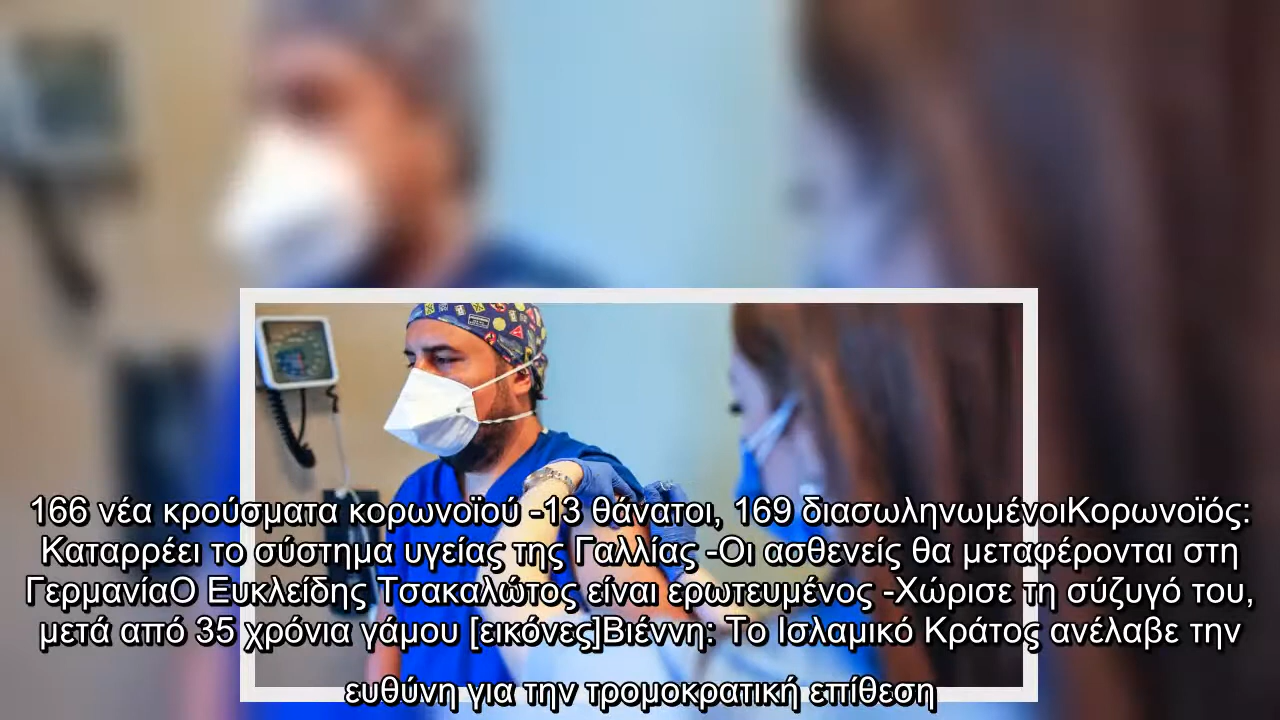 166 νέα κρούσματα κορωνοϊού -13 θάνατοι, 169 διασωληνωμένοιΚορωνοϊός:
Καταρρέει το σύστημα υγείας της Γαλλίας -Οι ασθενείς θα μεταφέρονται στη
ΓερμανίαΟ Ευκλείδης Τσακαλώτος είναι ερωτευμένος -Χώρισε τη σύζυγό του,
μετά από 35 χρόνια γάμου [εικόνες]Βιέννη: Το Ισλαμικό Κράτος ανέλαβε την
ευθύνη για την τρομοκρατική επίθεση